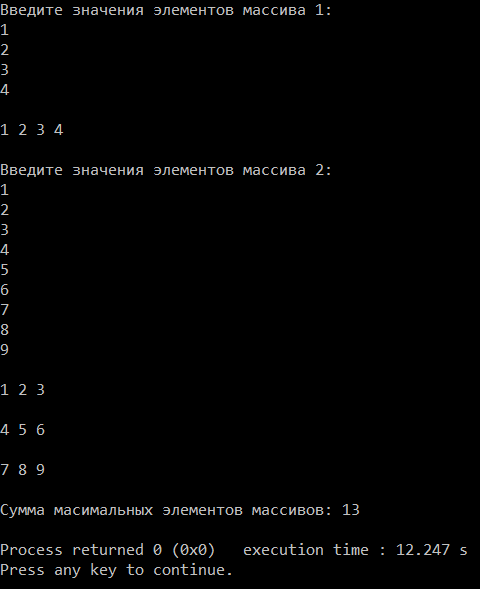 Введите значения элементов массива 1:
1
2
3
4
1 2 3 4
Введите значения элементов массива 2:
1
2
3
4
5
6
7
8
9
1 2 3
4 5 6
7 8 9
Сумма масимальных элементов массивов: 13
Process returned 0 (0x0)   execution time : 12.247 s
Press any key to continue.